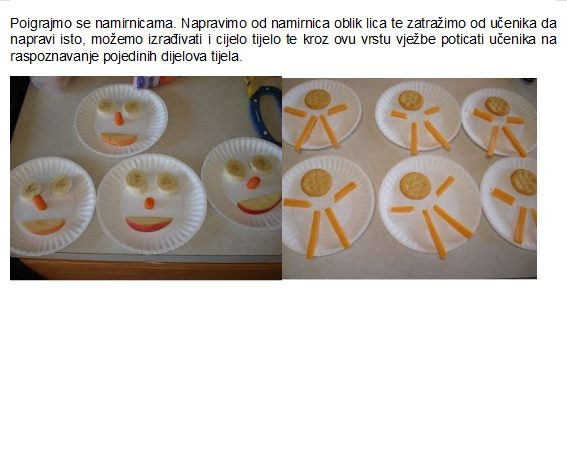 Poigrajmo se namirnicama. Napravimo od namirnica oblik lica te zatražimo od učenika da
napravi isto, možemo izrađivati i cijelo tijelo te kroz ovu vrstu vježbe poticati učenika na
raspoznavanje pojedinih dijelova tijela.